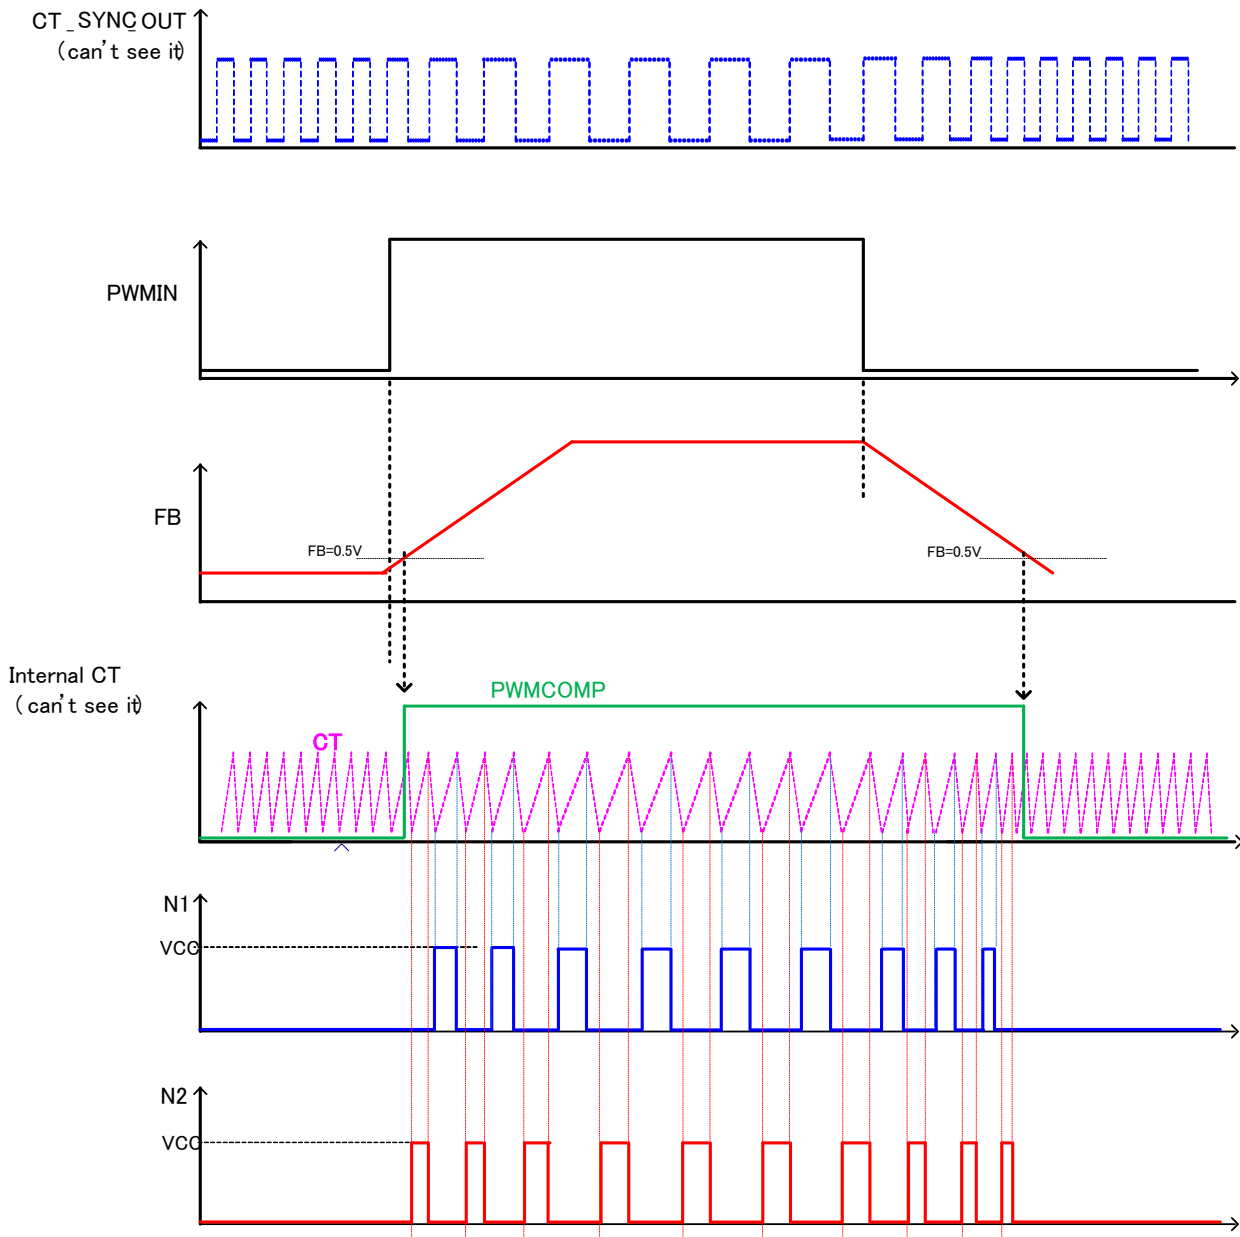 CT_SYNC OUT
(can't see it)
PWMIN
FB
FB=0.5V
FB=0.5V
Internal CT
(can't see it)
PWMCOMP
CT
N1
VCC
N2
VCC